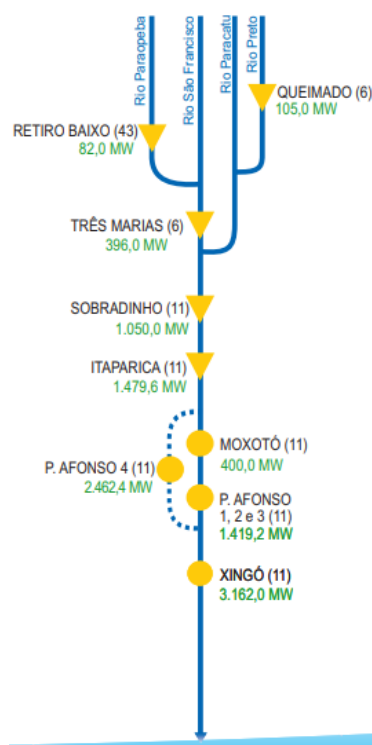 Rio Paraopeba
Rio São Francisco
Rio Paracatu
Rio Preto
QUEIMADO (6)
105,0 MW
RETIRO BAIXO (43)
82,0 MW
TRÊS MARIAS (6)
396,0 MW
SOBRADINHO (11)
1.050,0 MW
ITAPARICA (11)
1.479,6 MW
MOXOTÓ (11)
400,0 MW
P. AFONSO 4 (11)
2.462,4 MW
P. AFONSO
1, 2 e 3 (11)
1.419,2 MW
XINGÓ (11)
3.162,0 MW